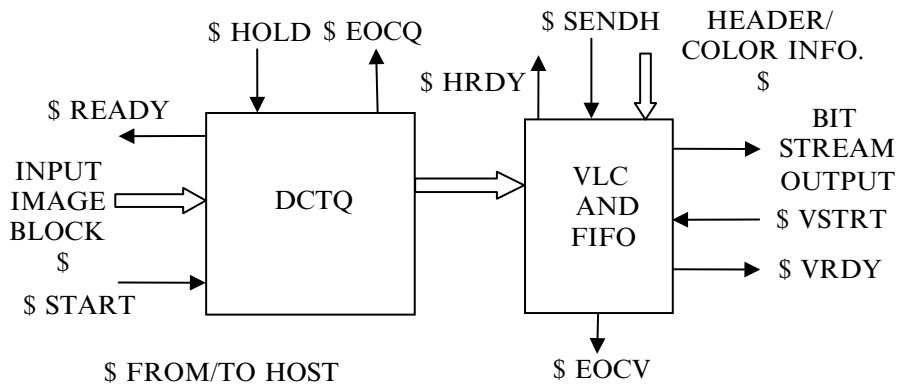 $ HOLD
$ EOCQ
$ SENDH
HEADER/
COLOR INFO.
$
$ HRDY
$ READY
INPUT
IMAGE
BLOCK
$
$ START
DCTQ
VLC
AND
FIFO
BIT
STREAM
OUTPUT
$ VSTRT
$ VRDY
$ EOCV
$ FROM/TO HOST